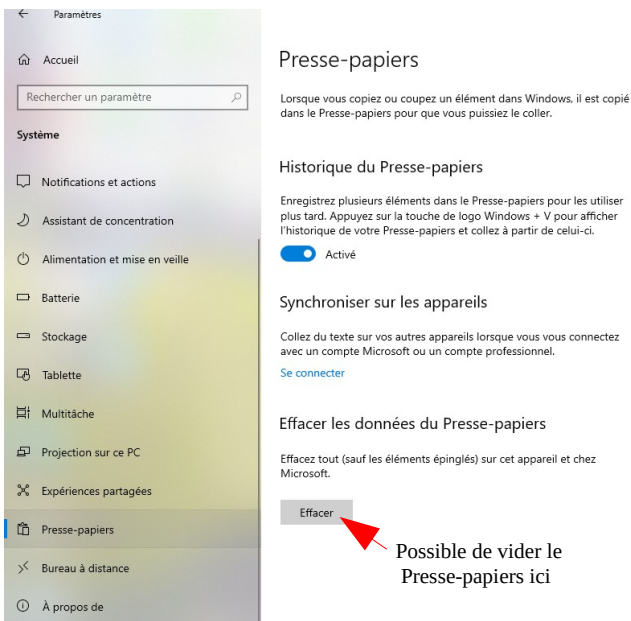 Paramètres
Accueil
Rechercher un paramètre
Système
Notifications et actions
Assistant de concentration
Alimentation et mise en veille
Batterie
Stockage
Tablette
Multitâche
Projection sur ce PC
Expériences partagées
Presse-papiers
Bureau à distance
À propos de
Presse-papiers
Lorsque vous copiez ou coupez un élément dans Windows, il est copié
dans le Presse-papiers pour que vous puissiez le coller.
Historique du Presse-papiers
Enregistrez plusieurs éléments dans le Presse-papiers pour les utiliser
plus tard. Appuyez sur la touche de logo Windows + V pour afficher
l'historique de votre Presse-papiers et collez à partir de celui-ci.
Activé
Synchroniser sur les appareils
Collez du texte sur vos autres appareils lorsque vous vous connectez
avec un compte Microsoft ou un compte professionnel.
Se connecter
Effacer les données du Presse-papiers
Effacez tout (sauf les éléments épinglés) sur cet appareil et chez
Microsoft.
Effacer
Possible de vider le
Presse-papiers ici